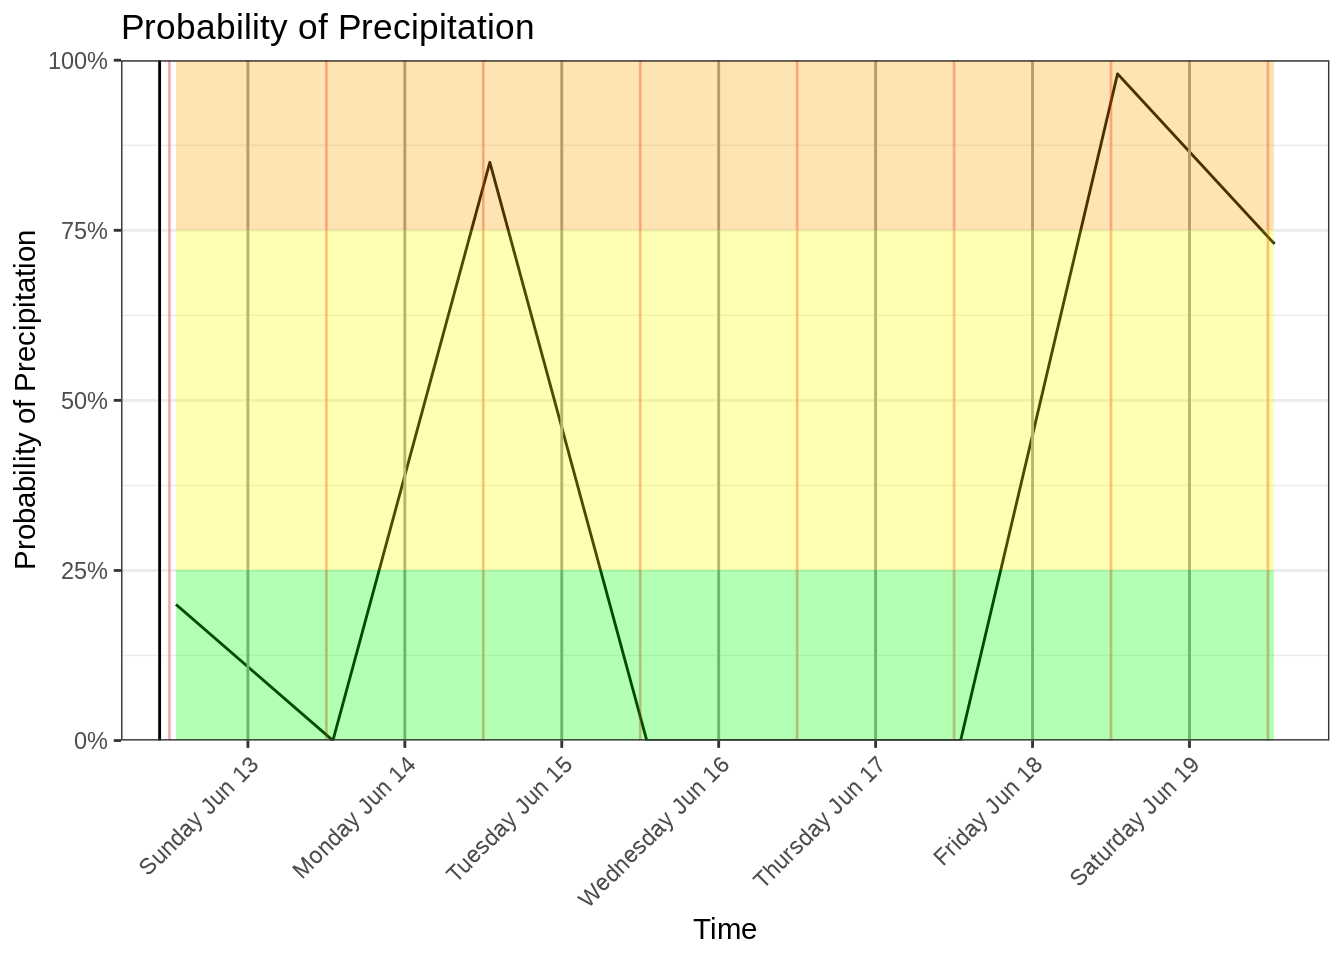 Probability of Precipitation
Probability of Precipitation
100%
75%
50%
25%
0%
Sunday Jun 13
Monday Jun 14
Tuesday Jun 15
Wednesday Jun 16
Thursday Jun 17
Friday Jun 18
Saturday Jun 19
Time